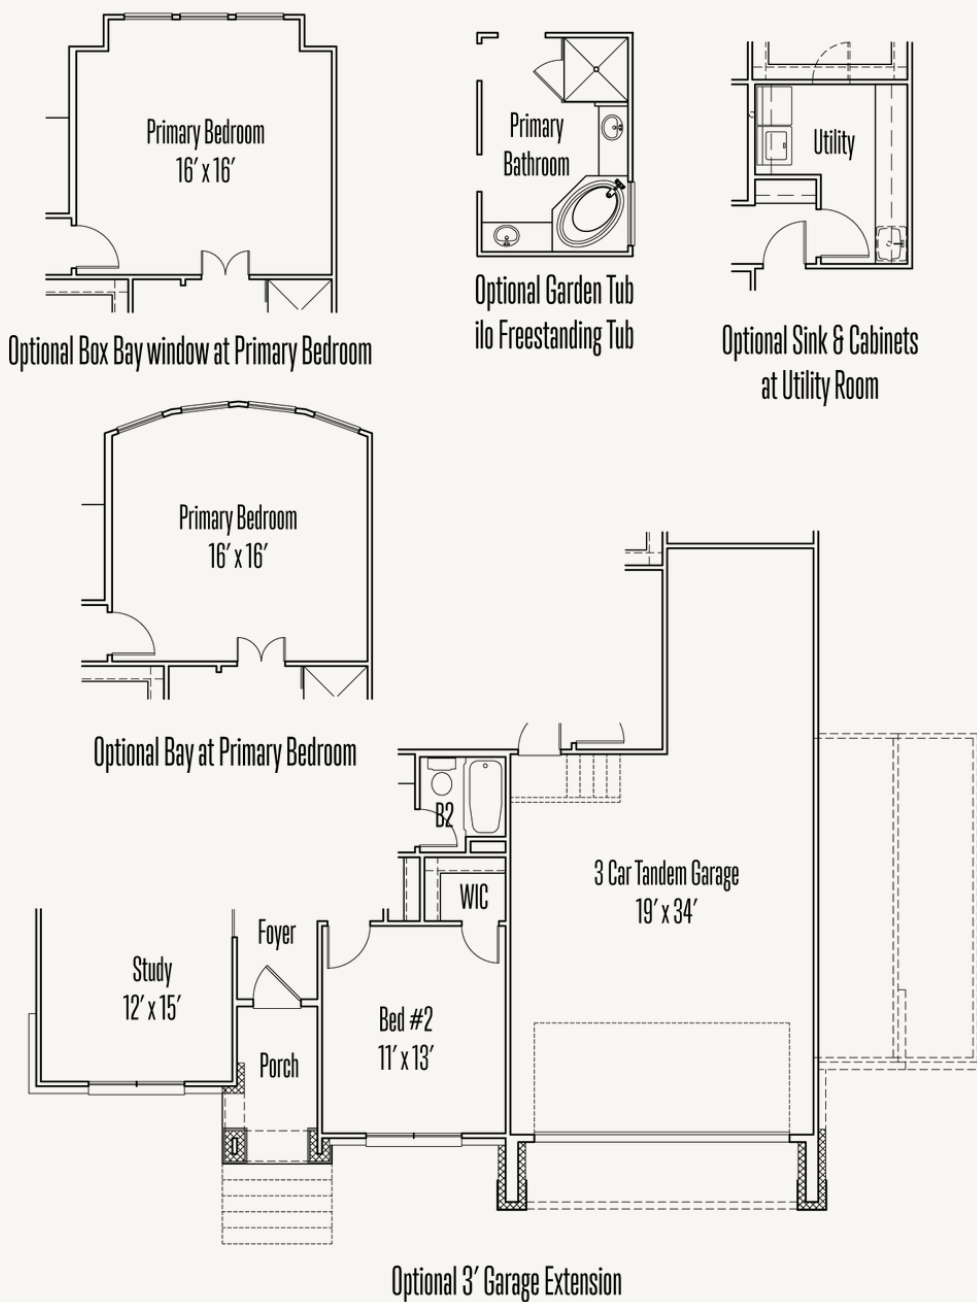 Primary Bedroom
16' x 16'
Optional Box Bay window at Primary Bedroom
Primary
Bathroom
Optional Garden Tub
ilo Freestanding Tub
Utility
Optional Sink & Cabinets
at Utility Room
Primary Bedroom
16' x 16'
Optional Bay at Primary Bedroom
B2
WIC
3 Car Tandem Garage
19' x 34'
Foyer
Study
12' x 15'
Bed #2
11' x 13'
Porch
Optional 3' Garage Extension